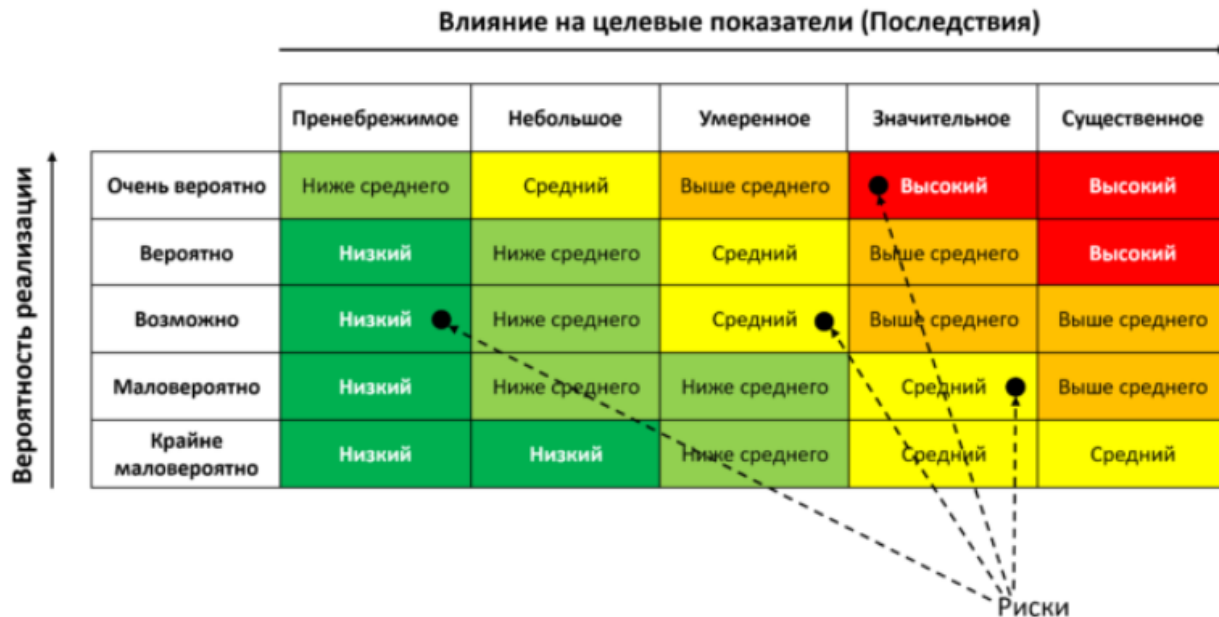 Влияние на целевые показатели (Последствия)
Вероятность реализации
Пренебрежимое Небольшое Умеренное Значительное Существенное
Очень вероятно Ниже среднего Средний Выше среднего Высокий Высокий
Вероятно Низкий Ниже среднего Средний Выше среднего Высокий
Возможно Низкий Ниже среднего Средний Выше среднего Выше среднего
Маловероятно Низкий Ниже среднего Ниже среднего Средний Выше среднего
Крайне
маловероятно Низкий Низкий Ниже среднего Средний Средний
Риски